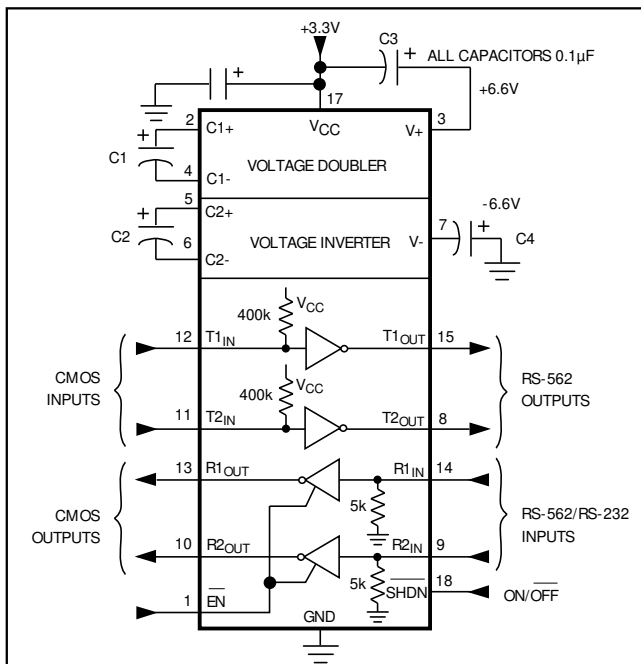 +3.3V
C3
+
ALL CAPACITORS 0.1µF
+
+6.6V
17
2
C1+
VCC
V+
3
+
C1
VOLTAGE DOUBLER
4
C1-
5
C2+
-6.6V
+
C2
6
VOLTAGE INVERTER
V-
7
+
C4
C2-
VCC
400k
12
T1IN
T1OUT
15
CMOS
INPUTS
VCC
400k
RS-562
OUTPUTS
11
T2IN
T2OUT
8
13
R1OUT
R1IN
14
CMOS
OUTPUTS
5k
RS-562/RS-232
INPUTS
10
R2OUT
R2IN
9
5k
SHDN
18
ON/OFF
1
EN
GND